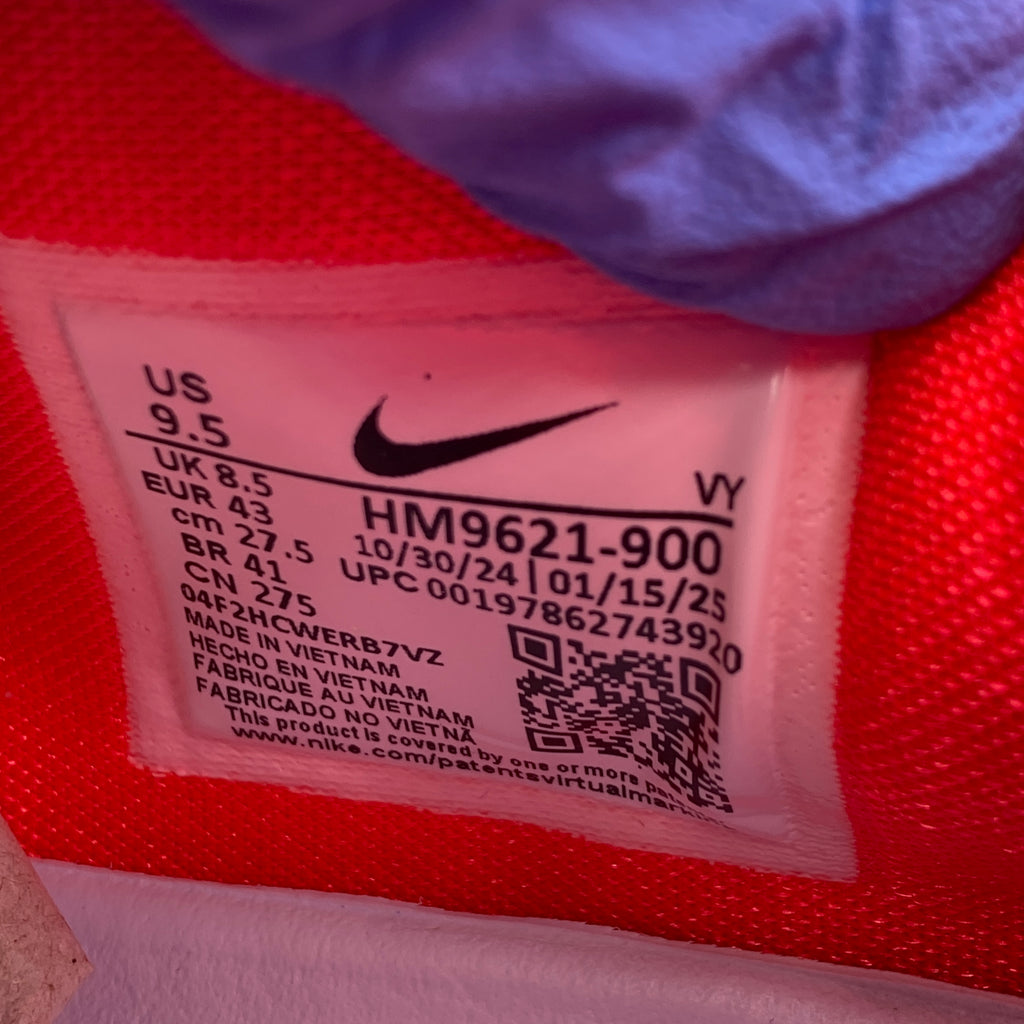 US
9.5
UK 8.5
EUR 43
cm 27.5
BR 41
CN 275
04F2HCWERB7VZ
MADE IN VIETNAM
HECHO EN VIETNAM
FABRIQUE AU VIETNAM
FABRICADO NO VIETNÃ
This product is covered by one or more
www.nike.com/patentsvirtualmarking
VY
HM9621-900
10/30/24 | 01/15/25
UPC 00197862743920